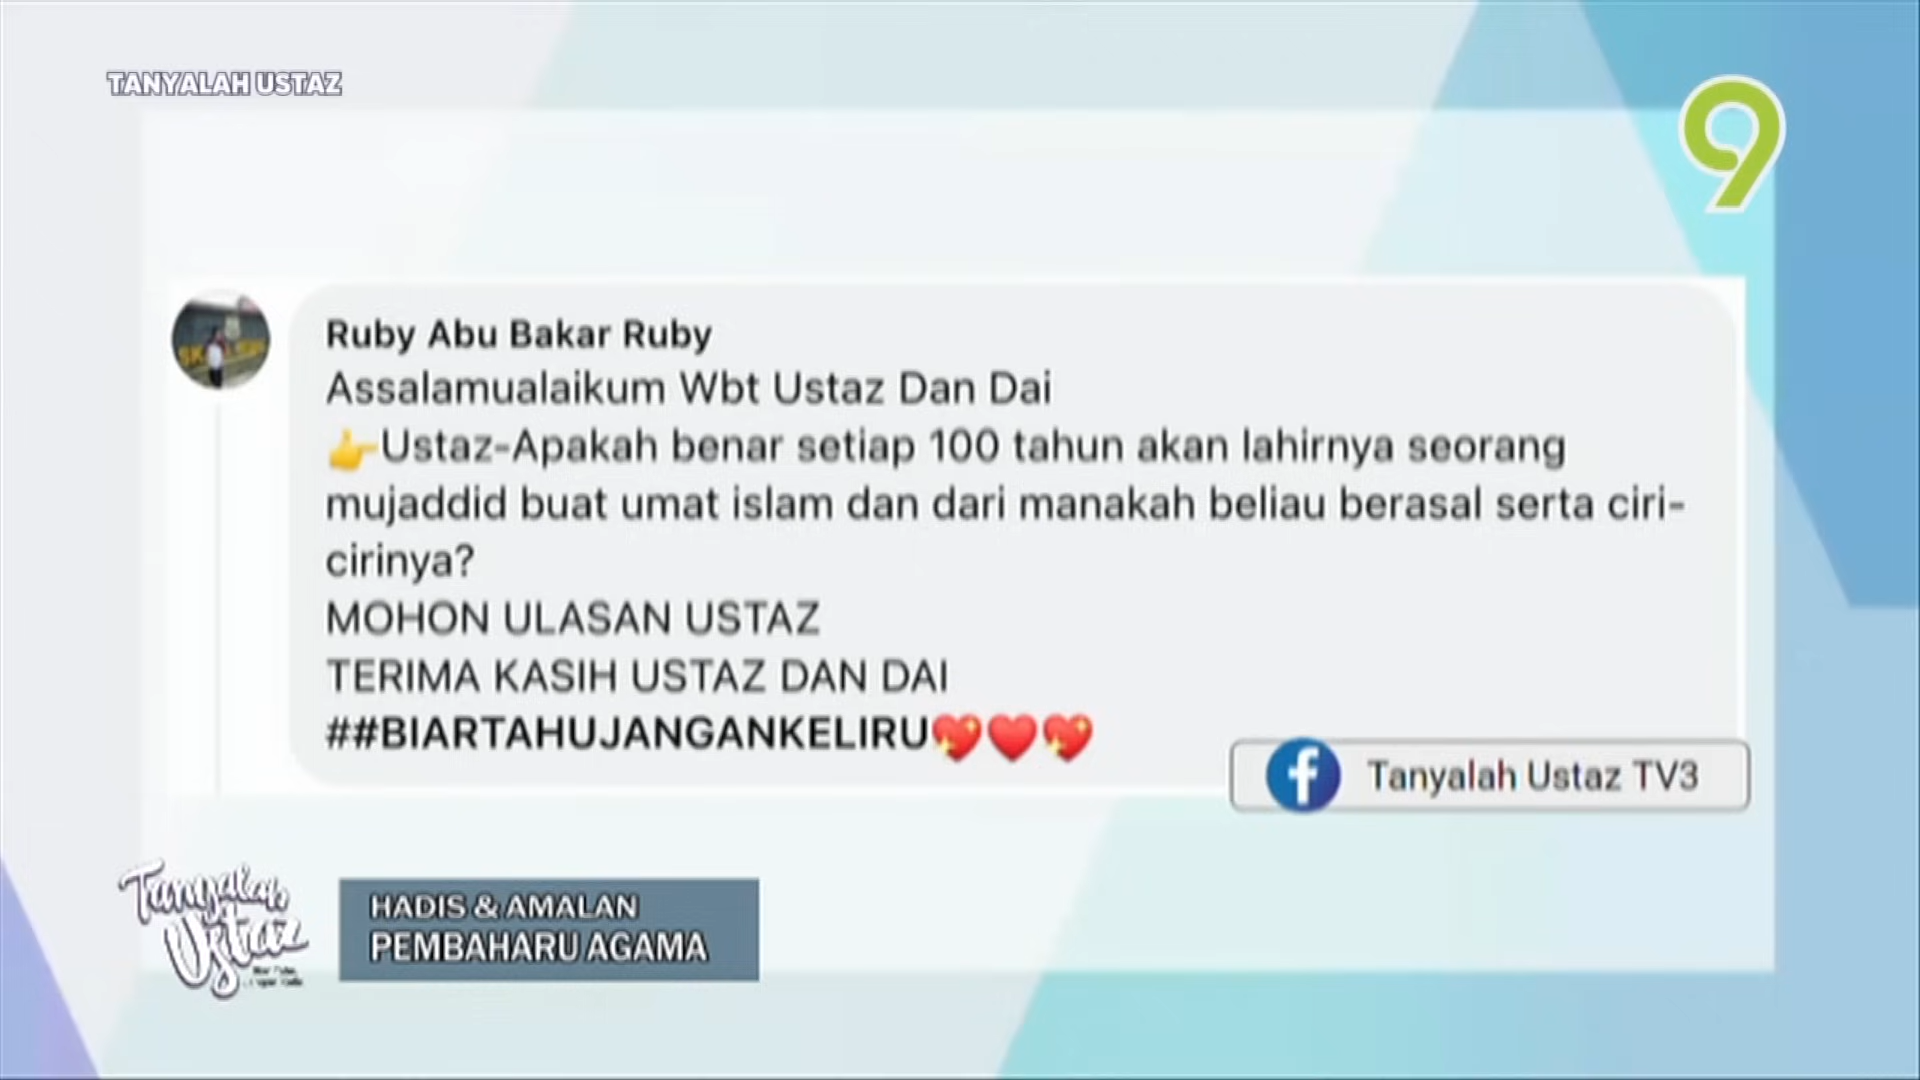 TANYALAH USTAZ
9
Ruby Abu Bakar Ruby
Assalamualaikum Wbt Ustaz Dan Dai
👉Ustaz-Apakah benar setiap 100 tahun akan lahirnya seorang
mujaddid buat umat islam dan dari manakah beliau berasal serta ciri-
cirinya?
MOHON ULASAN USTAZ
TERIMA KASIH USTAZ DAN DAI
##BIARTAHUJANGANKELIRU💖❤️💖
Tanyalah Ustaz TV3
Tanyalah
Ustaz
HADIS & AMALAN
PEMBAHARU AGAMA